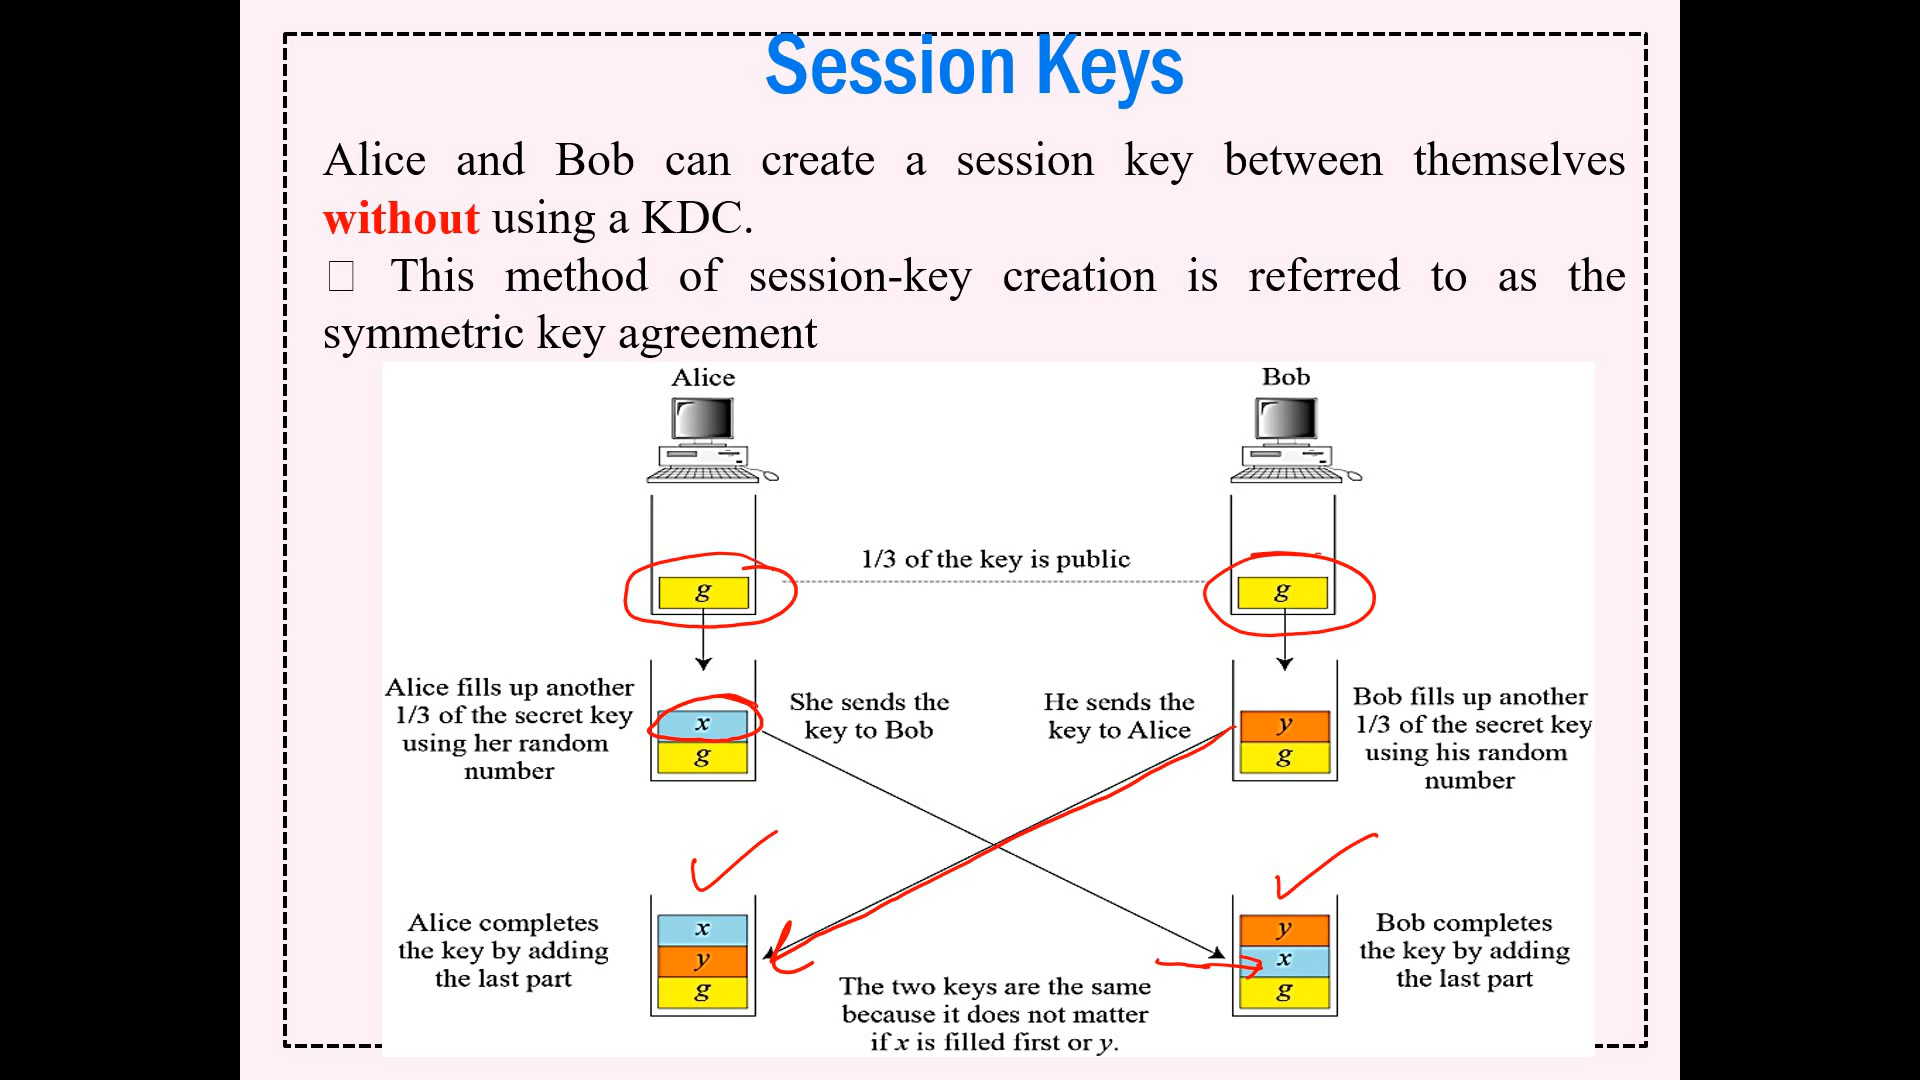 Session Keys
Alice and Bob can create a session key between themselves
without using a KDC.
□ This method of session-key creation is referred to as the
symmetric key agreement
Alice
Bob
1/3 of the key is public
g
g
Alice fills up another
1/3 of the secret key
using her random
number
x
g
She sends the
key to Bob
He sends the
key to Alice
y
g
Bob fills up another
1/3 of the secret key
using his random
number
Alice completes
the key by adding
the last part
x
y
g
The two keys are the same
because it does not matter
if x is filled first or y.
y
x
g
Bob completes
the key by adding
the last part